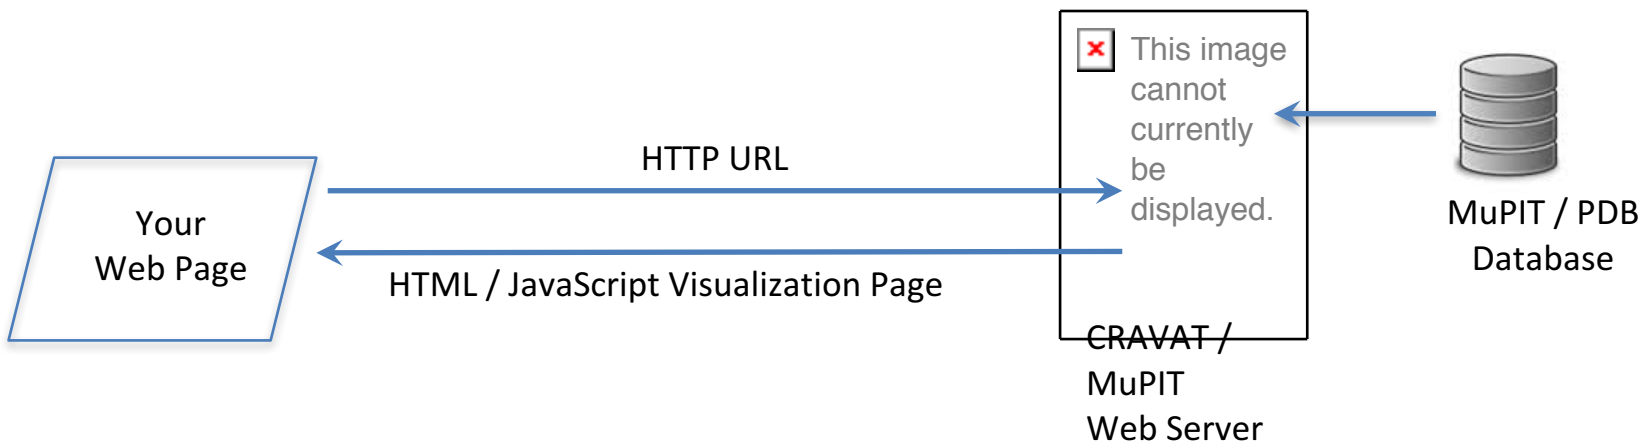 Your
Web Page
HTTP URL
HTML / JavaScript Visualization Page
This image
cannot
currently
be
displayed.
CRAVAT /
MuPIT
Web Server
MuPIT / PDB
Database